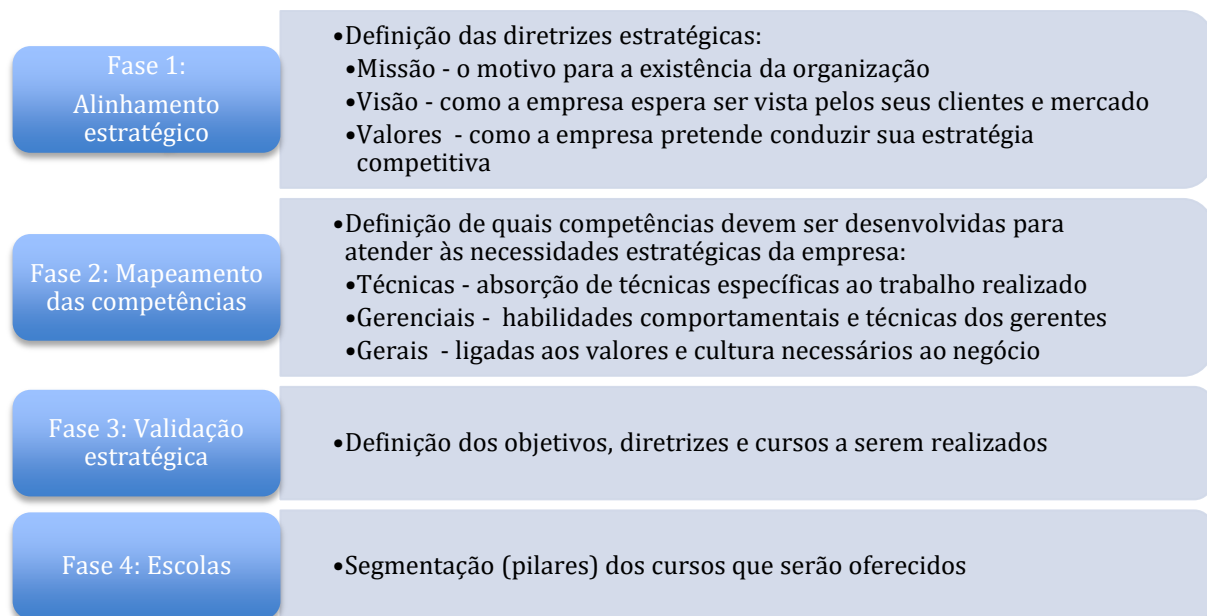 Fase 1:
Alinhamento
estratégico
•Definição das diretrizes estratégicas:
•Missão - o motivo para a existência da organização
•Visão - como a empresa espera ser vista pelos seus clientes e mercado
•Valores - como a empresa pretende conduzir sua estratégia
competitiva
Fase 2: Mapeamento
das competências
•Definição de quais competências devem ser desenvolvidas para
atender às necessidades estratégicas da empresa:
•Técnicas - absorção de técnicas específicas ao trabalho realizado
•Gerenciais - habilidades comportamentais e técnicas dos gerentes
•Gerais - ligadas aos valores e cultura necessários ao negócio
Fase 3: Validação
estratégica
•Definição dos objetivos, diretrizes e cursos a serem realizados
Fase 4: Escolas
•Segmentação (pilares) dos cursos que serão oferecidos